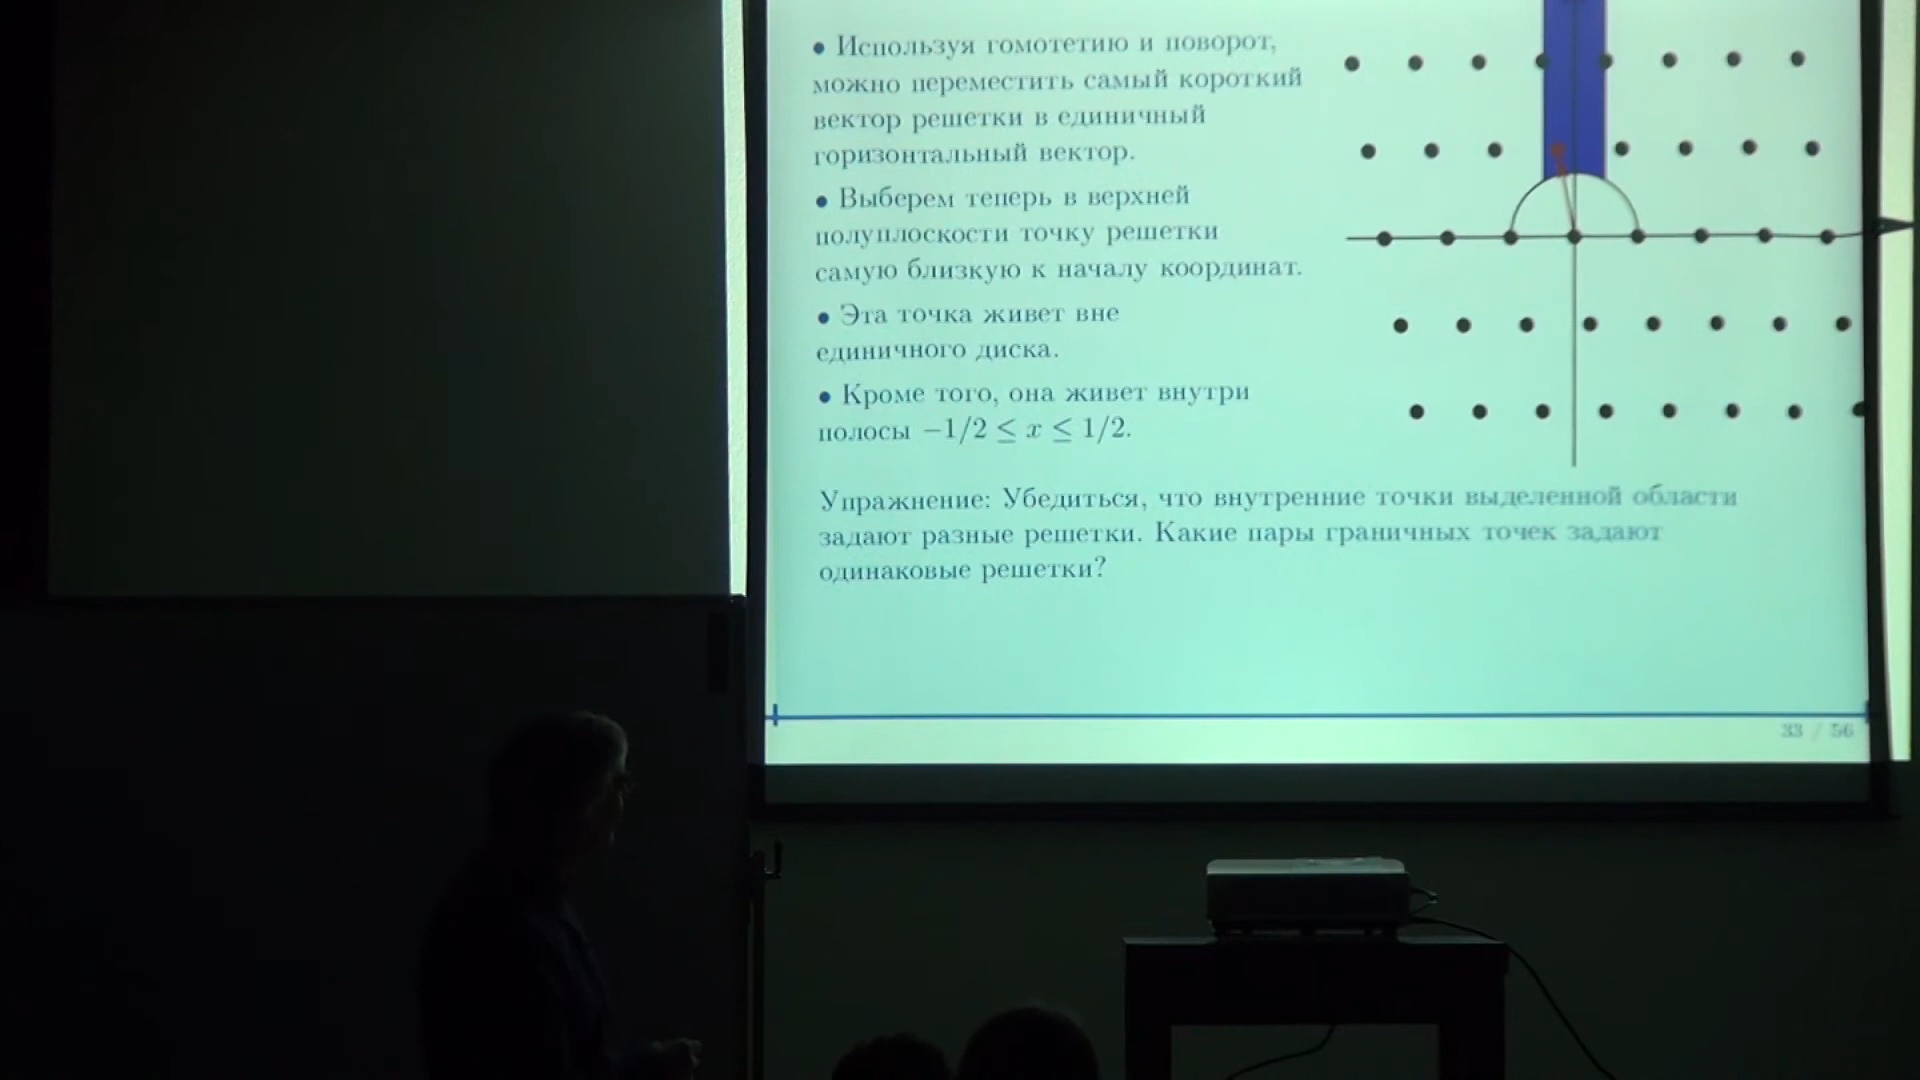 • Используя гомотетию и поворот,
можно переместить самый короткий
вектор решетки в единичный
горизонтальный вектор.
• Выберем теперь в верхней
полуплоскости точку решетки
самую близкую к началу координат.
• Эта точка живет вне
единичного диска.
• Кроме того, она живет внутри
полосы −1/2 ≤ x ≤ 1/2.
Упражнение: Убедиться, что внутренние точки выделенной области
задают разные решетки. Какие пары граничных точек задают
одинаковые решетки?
33 / 56